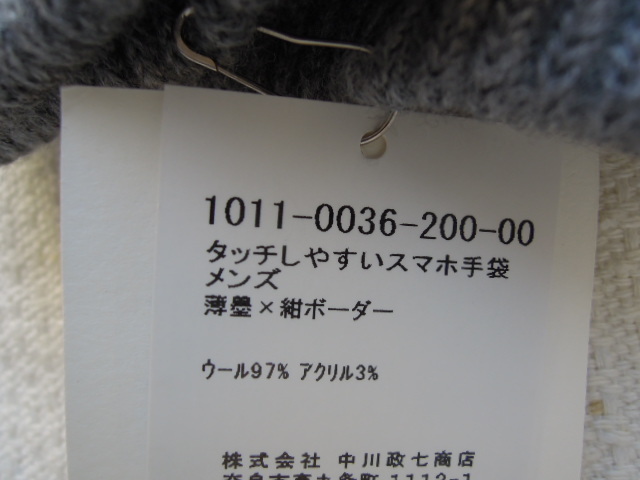 1011-0036-200-00
タッチしやすいスマホ手袋
メンズ
薄墨×紺ボーダー
ウール97% アクリル3%
株式会社 中川政七商店